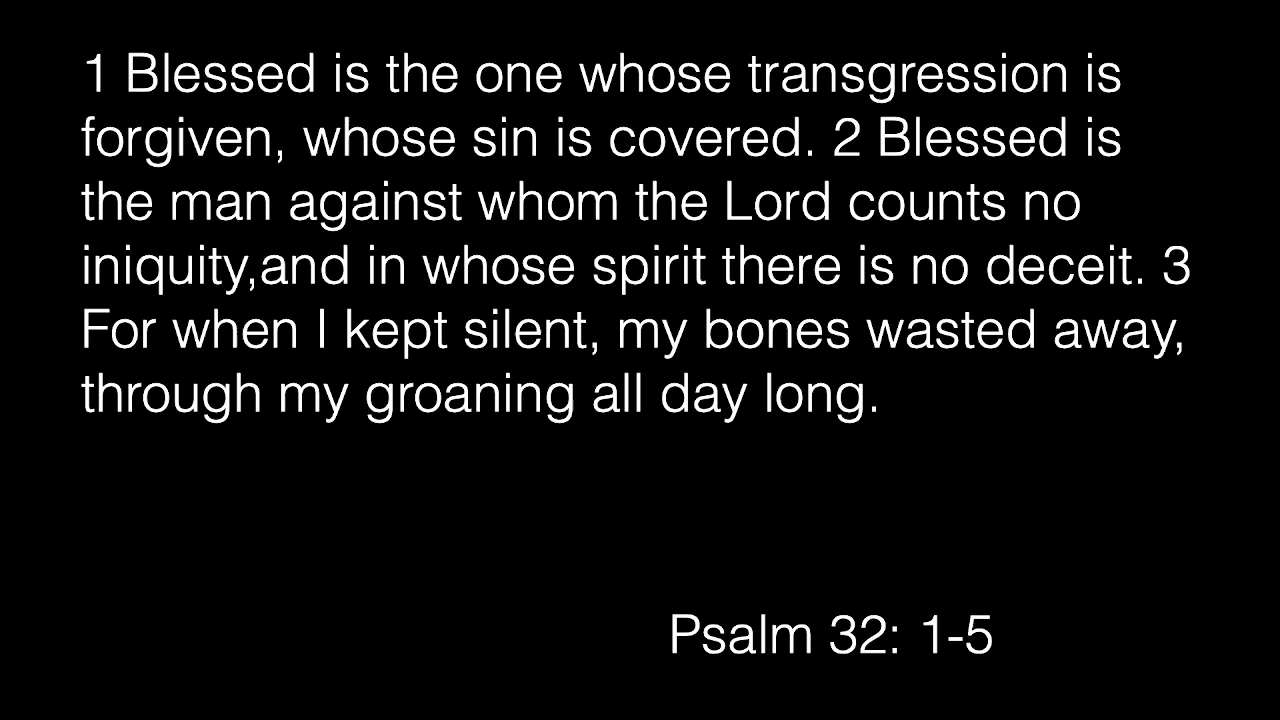 1 Blessed is the one whose transgression is
forgiven, whose sin is covered. 2 Blessed is
the man against whom the Lord counts no
iniquity,and in whose spirit there is no deceit. 3
For when I kept silent, my bones wasted away,
through my groaning all day long.
Psalm 32: 1-5